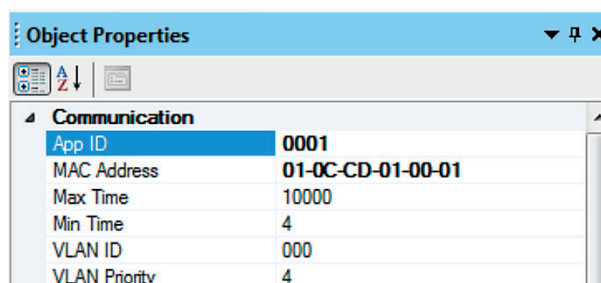 Object Properties
Communication
App ID 0001
MAC Address 01-0C-CD-01-00-01
Max Time 10000
Min Time 4
VLAN ID 000
VLAN Priority 4